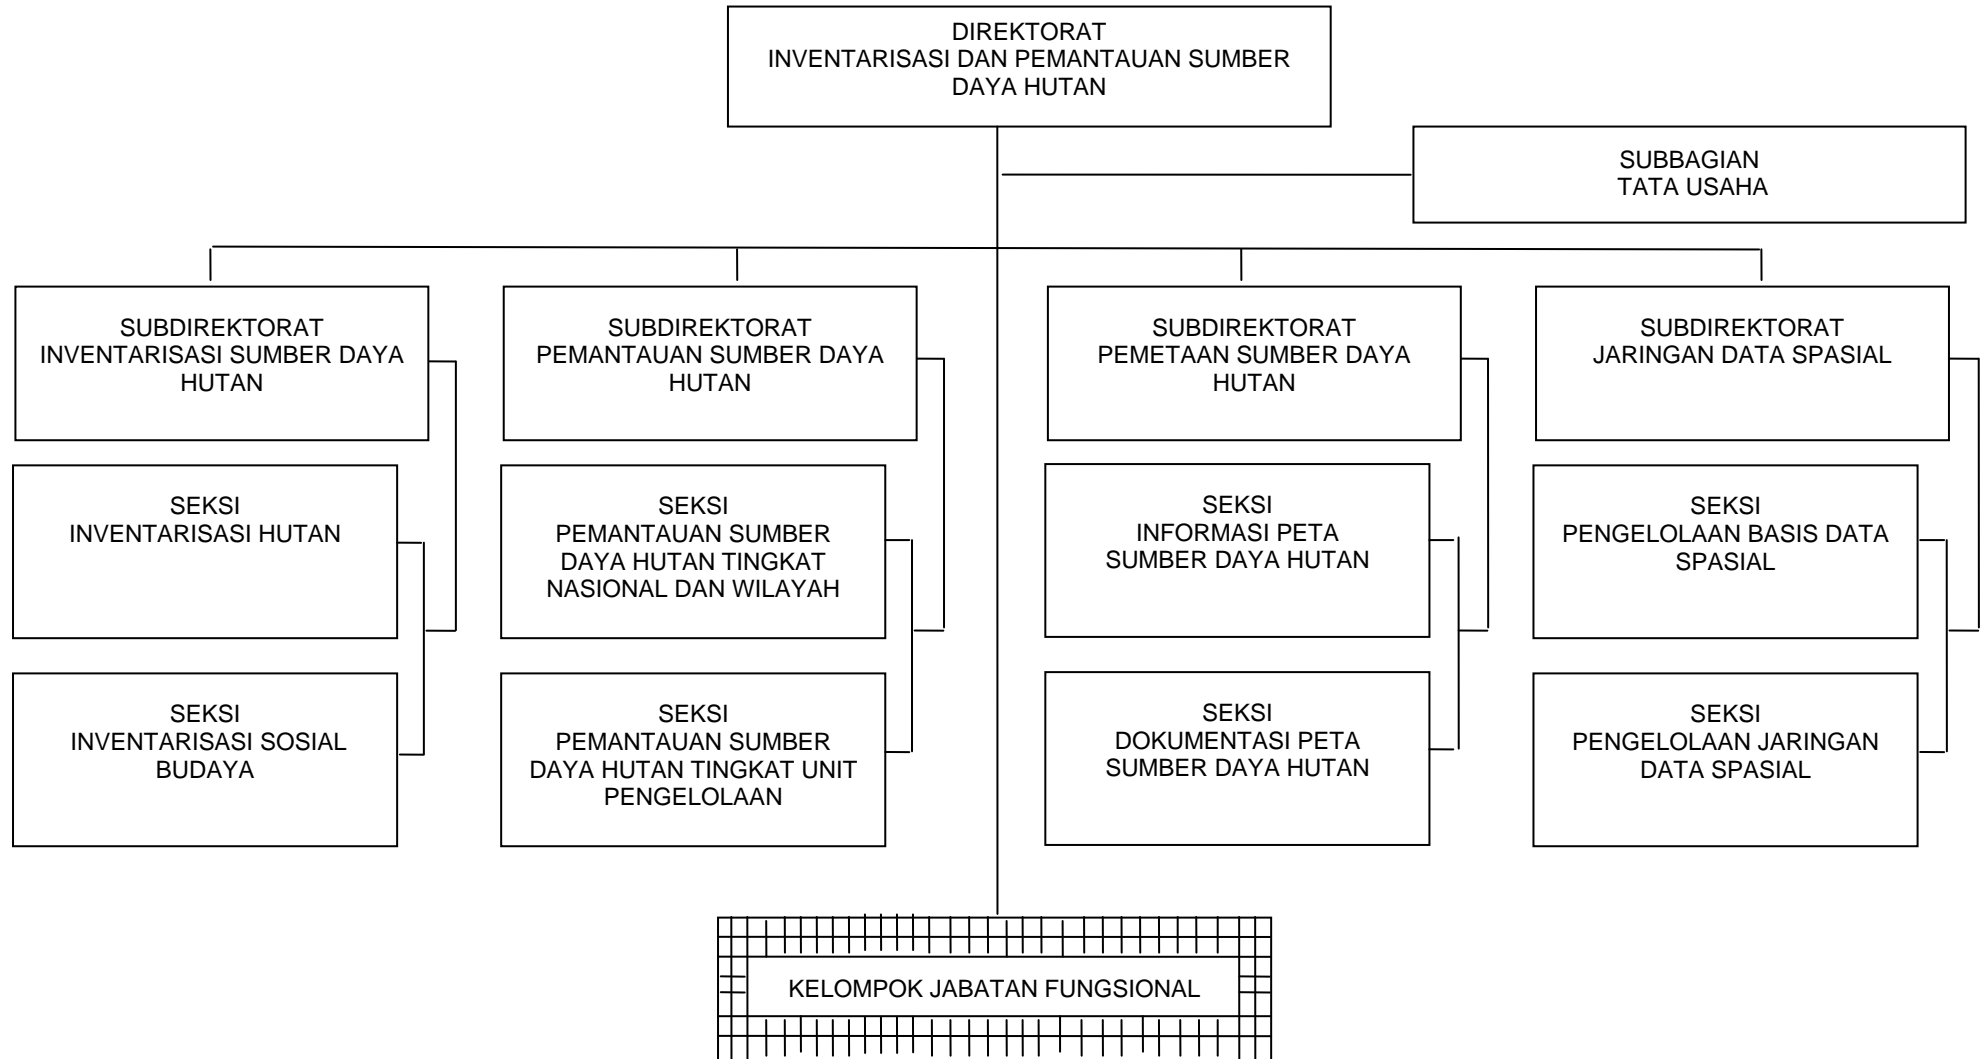 DIREKTORAT
INVENTARISASI DAN PEMANTAUAN SUMBER
DAYA HUTAN
SUBBAGIAN
TATA USAHA
SUBDIREKTORAT
INVENTARISASI SUMBER DAYA
HUTAN
SUBDIREKTORAT
PEMANTAUAN SUMBER DAYA
HUTAN
SUBDIREKTORAT
PEMETAAN SUMBER DAYA
HUTAN
SUBDIREKTORAT
JARINGAN DATA SPASIAL
SEKSI
INVENTARISASI HUTAN
SEKSI
PEMANTAUAN SUMBER
DAYA HUTAN TINGKAT
NASIONAL DAN WILAYAH
SEKSI
INFORMASI PETA
SUMBER DAYA HUTAN
SEKSI
PENGELOLAAN BASIS DATA
SPASIAL
SEKSI
INVENTARISASI SOSIAL
BUDAYA
SEKSI
PEMANTAUAN SUMBER
DAYA HUTAN TINGKAT UNIT
PENGELOLAAN
SEKSI
DOKUMENTASI PETA
SUMBER DAYA HUTAN
SEKSI
PENGELOLAAN JARINGAN
DATA SPASIAL
KELOMPOK JABATAN FUNGSIONAL